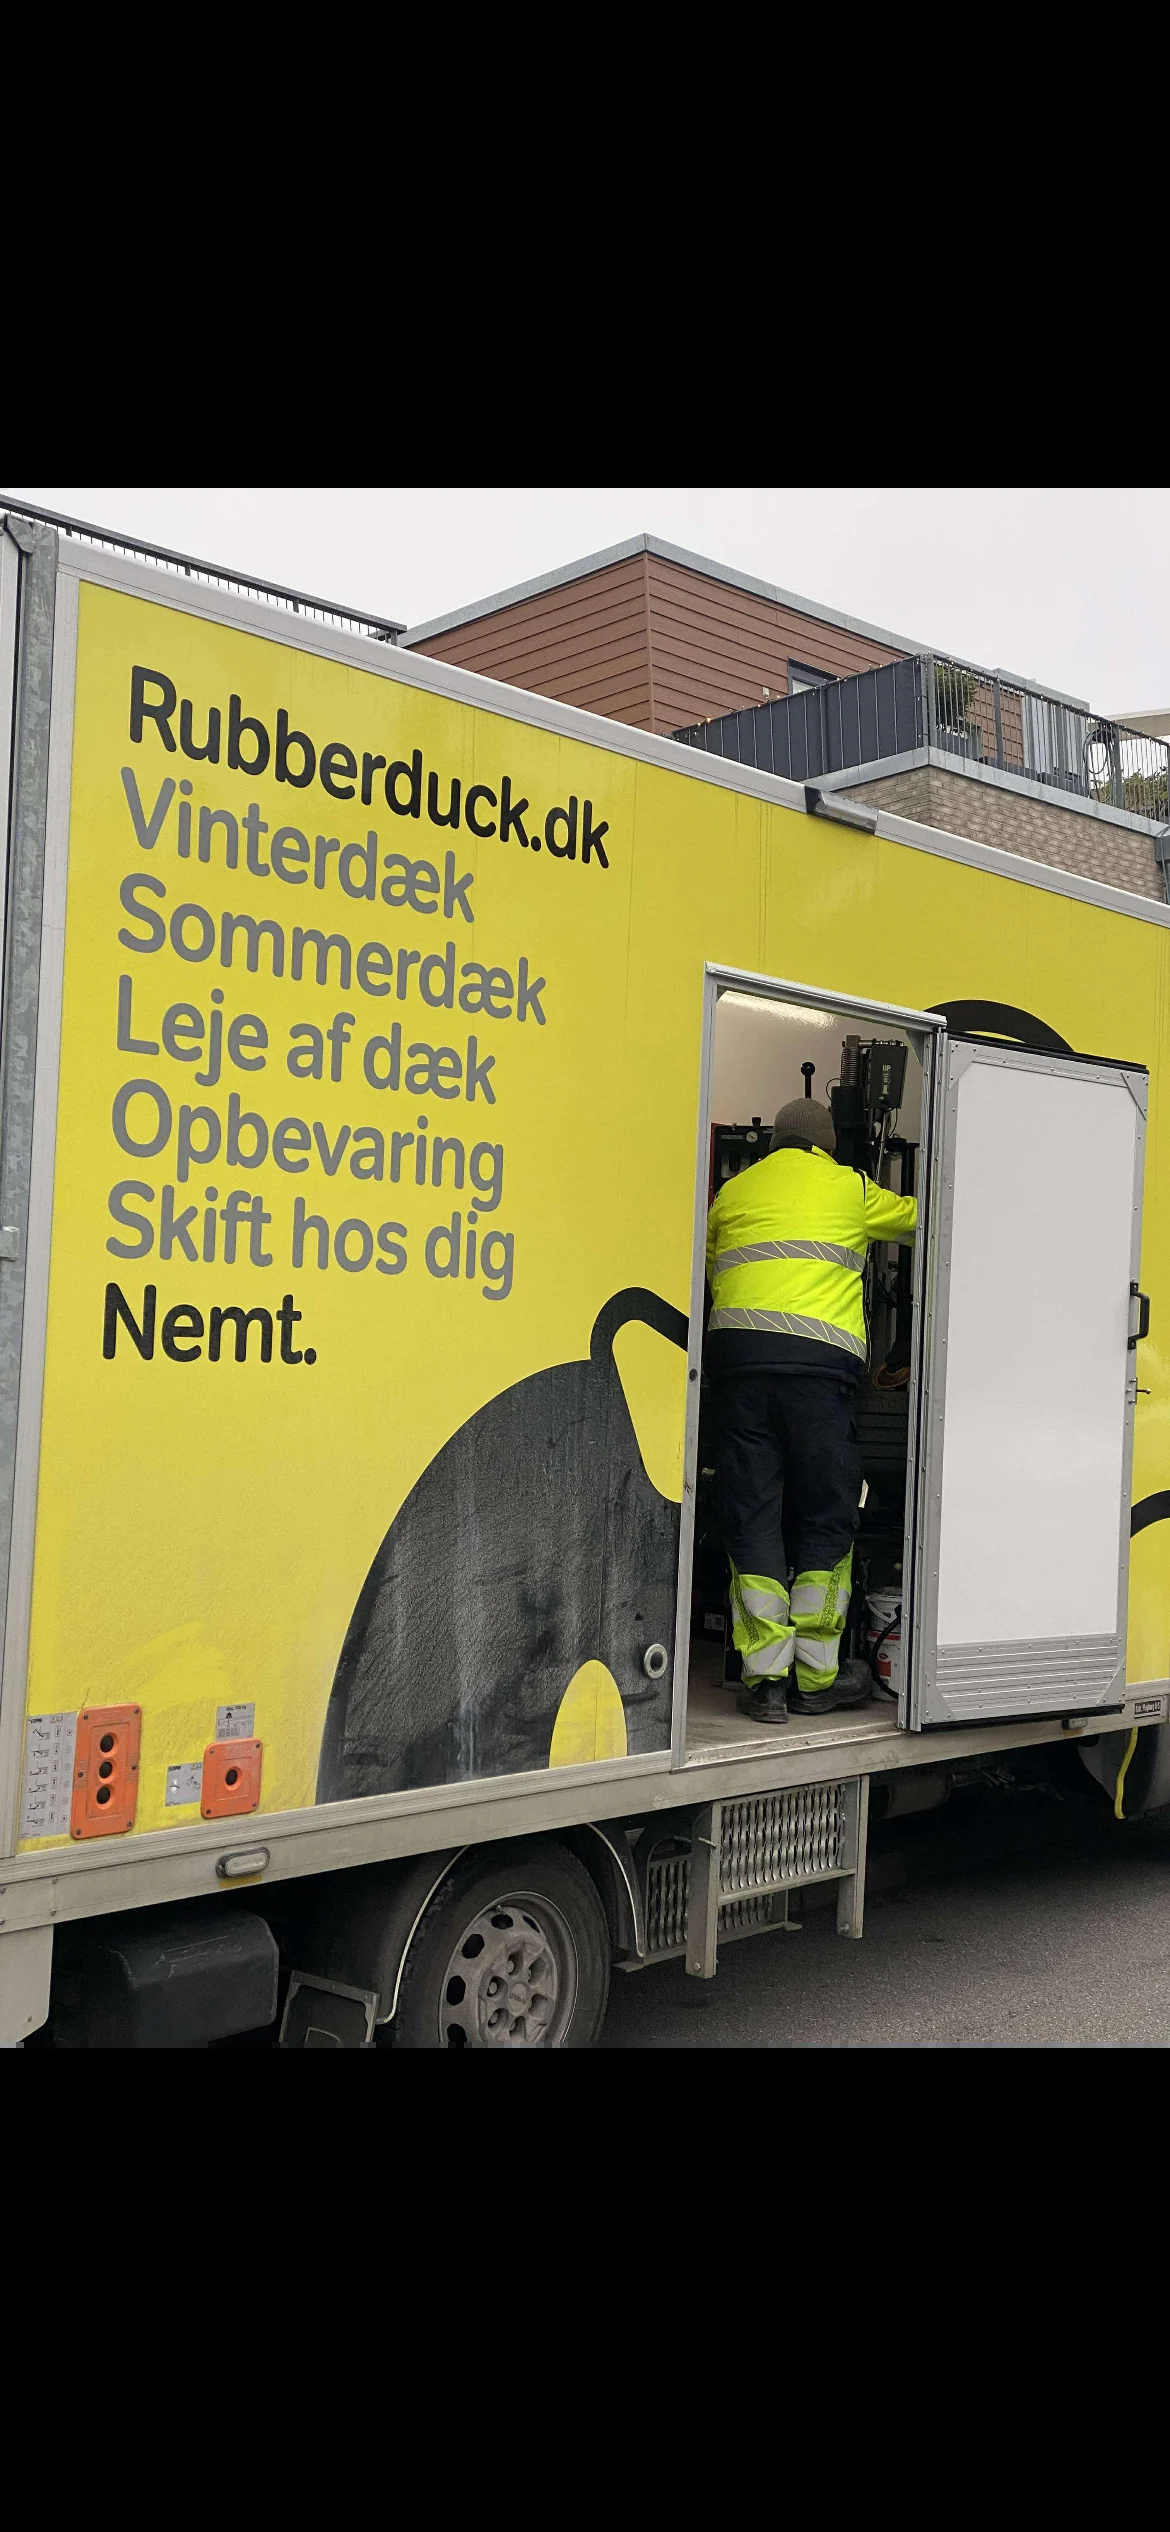 Rubberduck.dk
Vinterdæk
Sommerdæk
Leje af dæk
Opbevaring
Skift hos dig
Nemt.